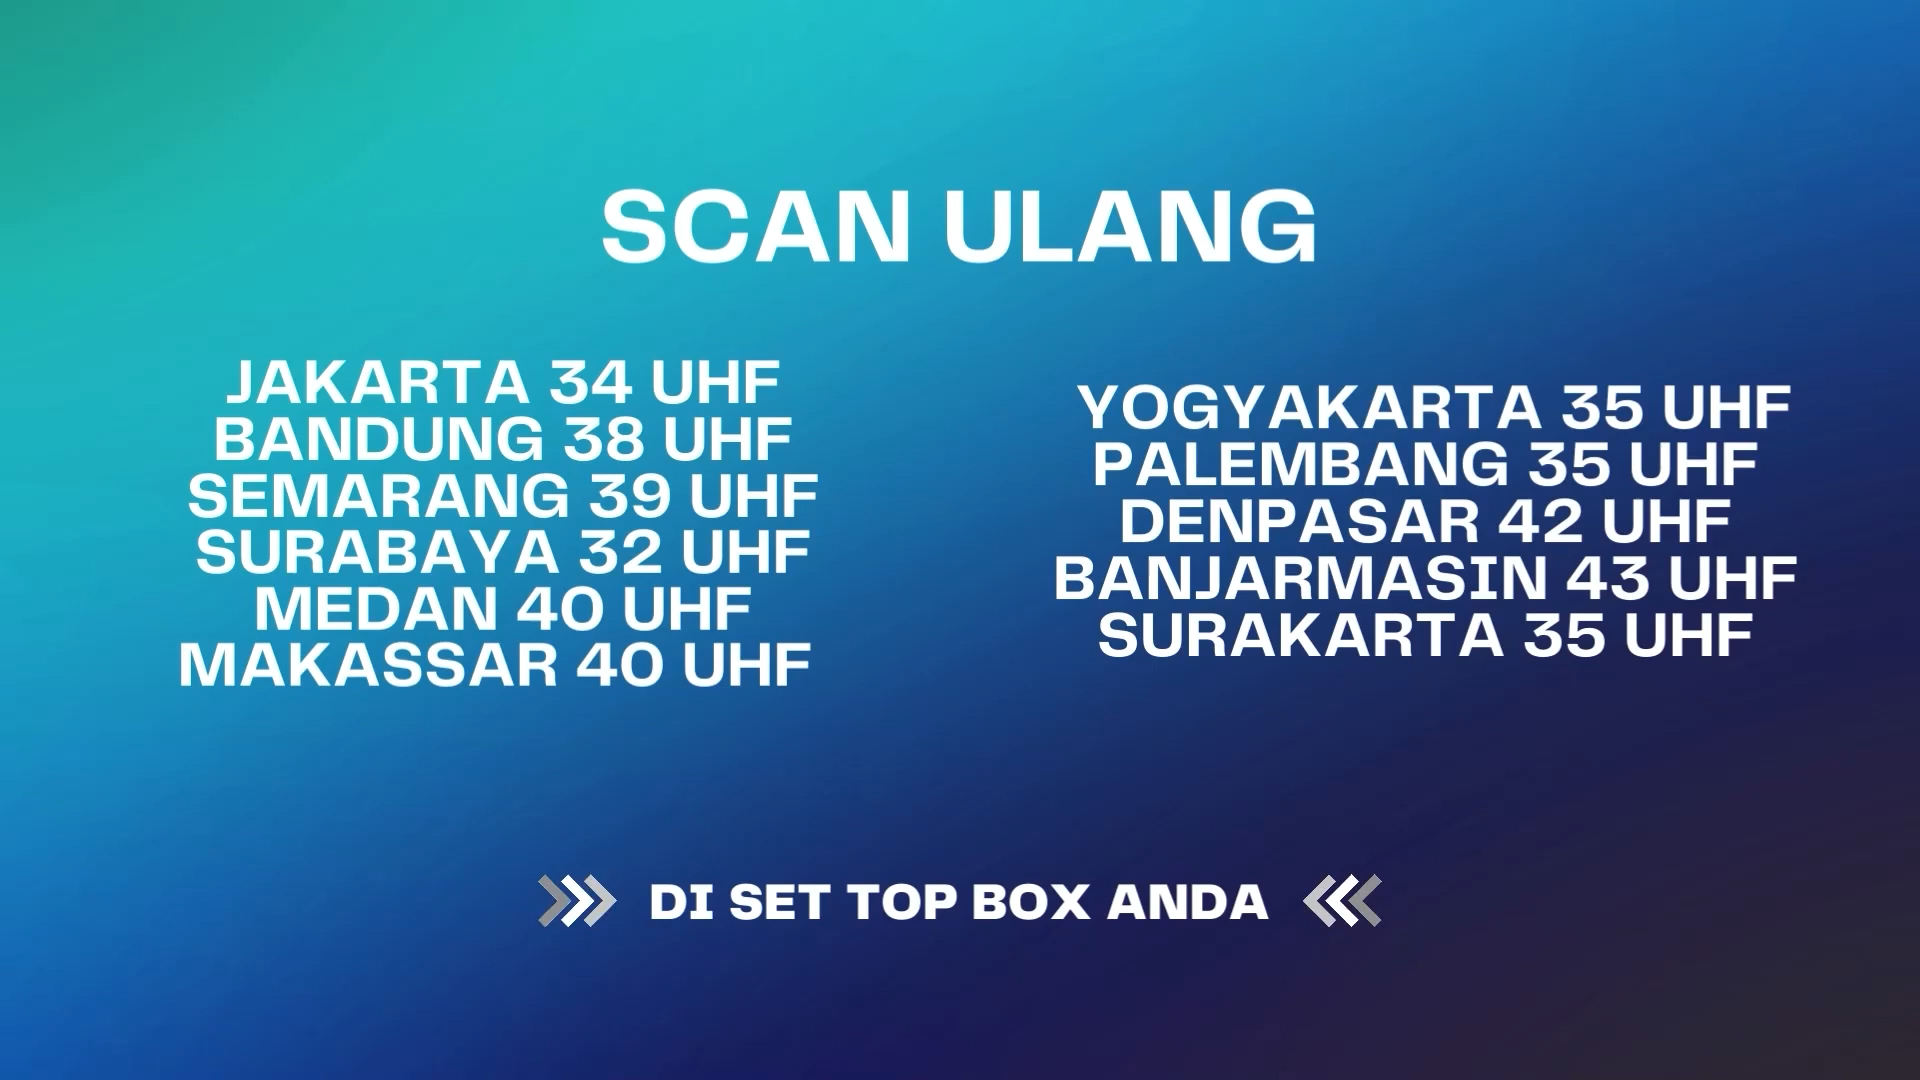 SCAN ULANG
JAKARTA 34 UHF
BANDUNG 38 UHF
SEMARANG 39 UHF
SURABAYA 32 UHF
MEDAN 40 UHF
MAKASSAR 40 UHF
YOGYAKARTA 35 UHF
PALEMBANG 35 UHF
DENPASAR 42 UHF
BANJARMASIN 43 UHF
SURAKARTA 35 UHF
DI SET TOP BOX ANDA